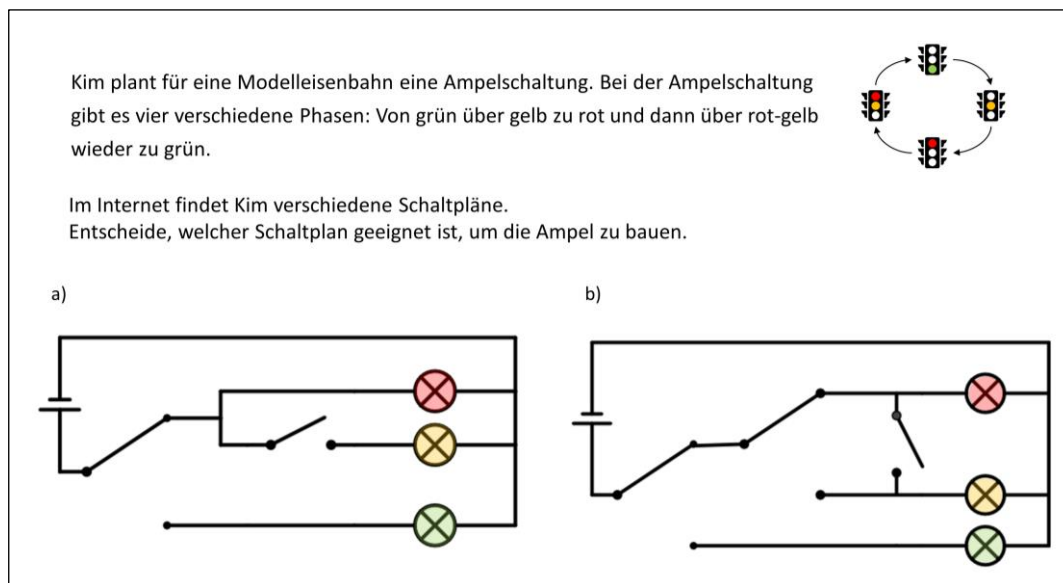 Kim plant für eine Modelleisenbahn eine Ampelschaltung. Bei der Ampelschaltung
gibt es vier verschiedene Phasen: Von grün über gelb zu rot und dann über rot-gelb
wieder zu grün.
Im Internet findet Kim verschiedene Schaltpläne.
Entscheide, welcher Schaltplan geeignet ist, um die Ampel zu bauen.
a)
b)